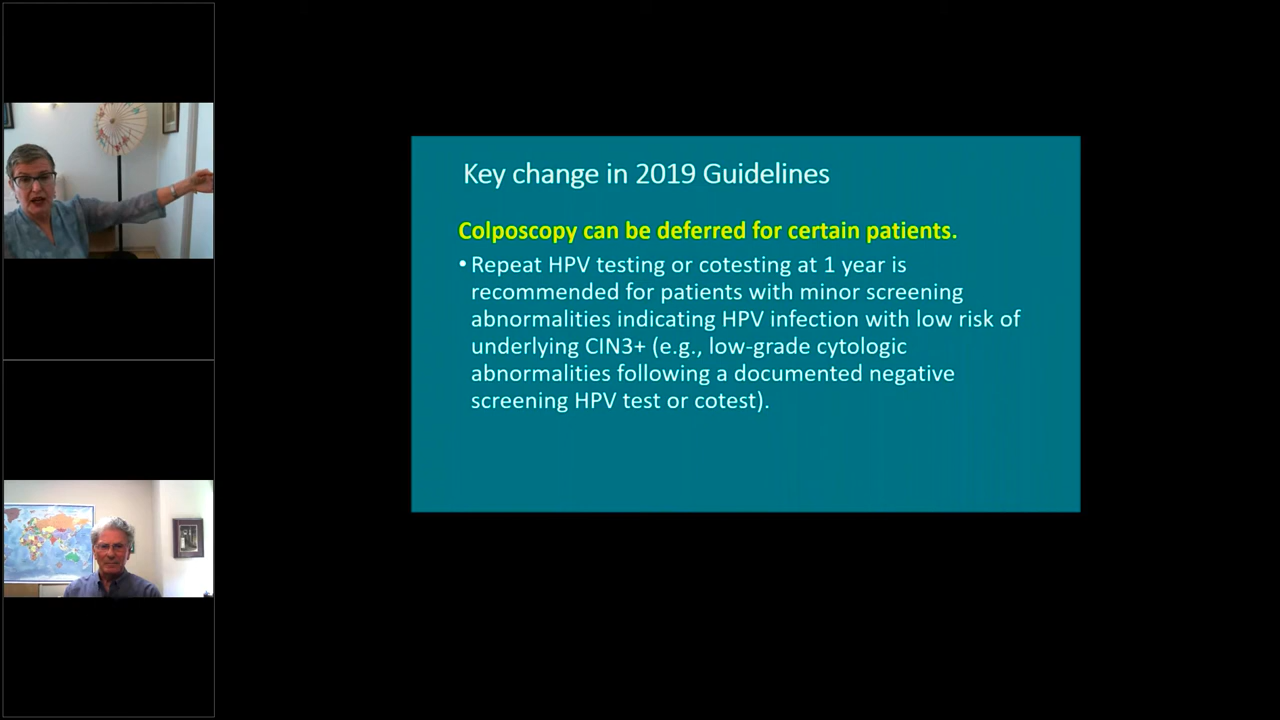 Key change in 2019 Guidelines
Colposcopy can be deferred for certain patients.
• Repeat HPV testing or cotesting at 1 year is
recommended for patients with minor screening
abnormalities indicating HPV infection with low risk of
underlying CIN3+ (e.g., low-grade cytologic
abnormalities following a documented negative
screening HPV test or cotest).